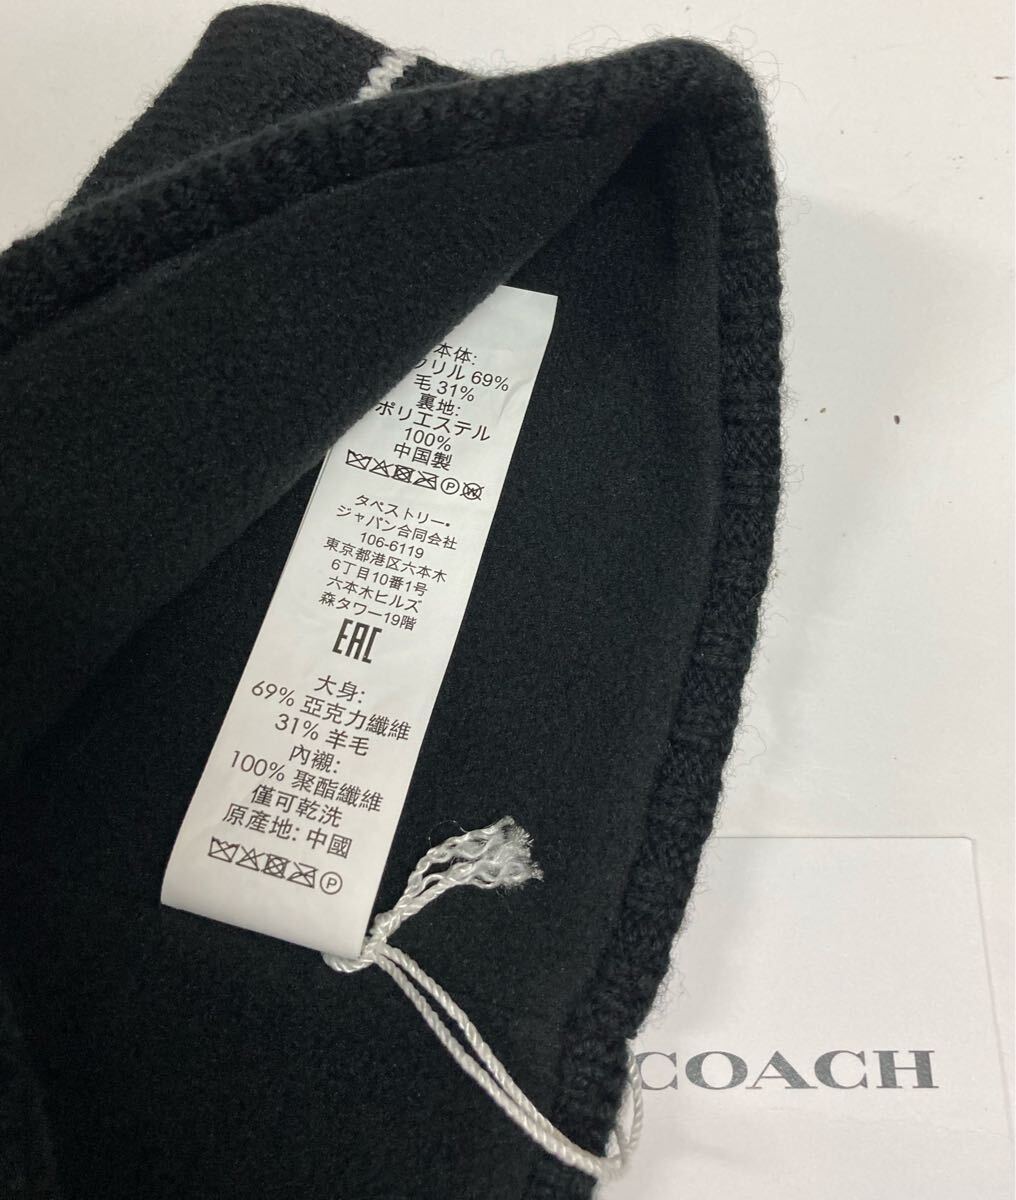 本体:
クリル 69%
毛 31%
裏地:
ポリエステル
100%
中国製
P W
タペストリー・
ジャパン合同会社
106-6119
東京都港区六本木
6丁目10番1号
六本木ヒルズ
森タワー19階
EAC
大身:
69% 亞克力纖維
31% 羊毛
內襯:
100% 聚酯纖維
僅可乾洗
原產地: 中國
P
COACH